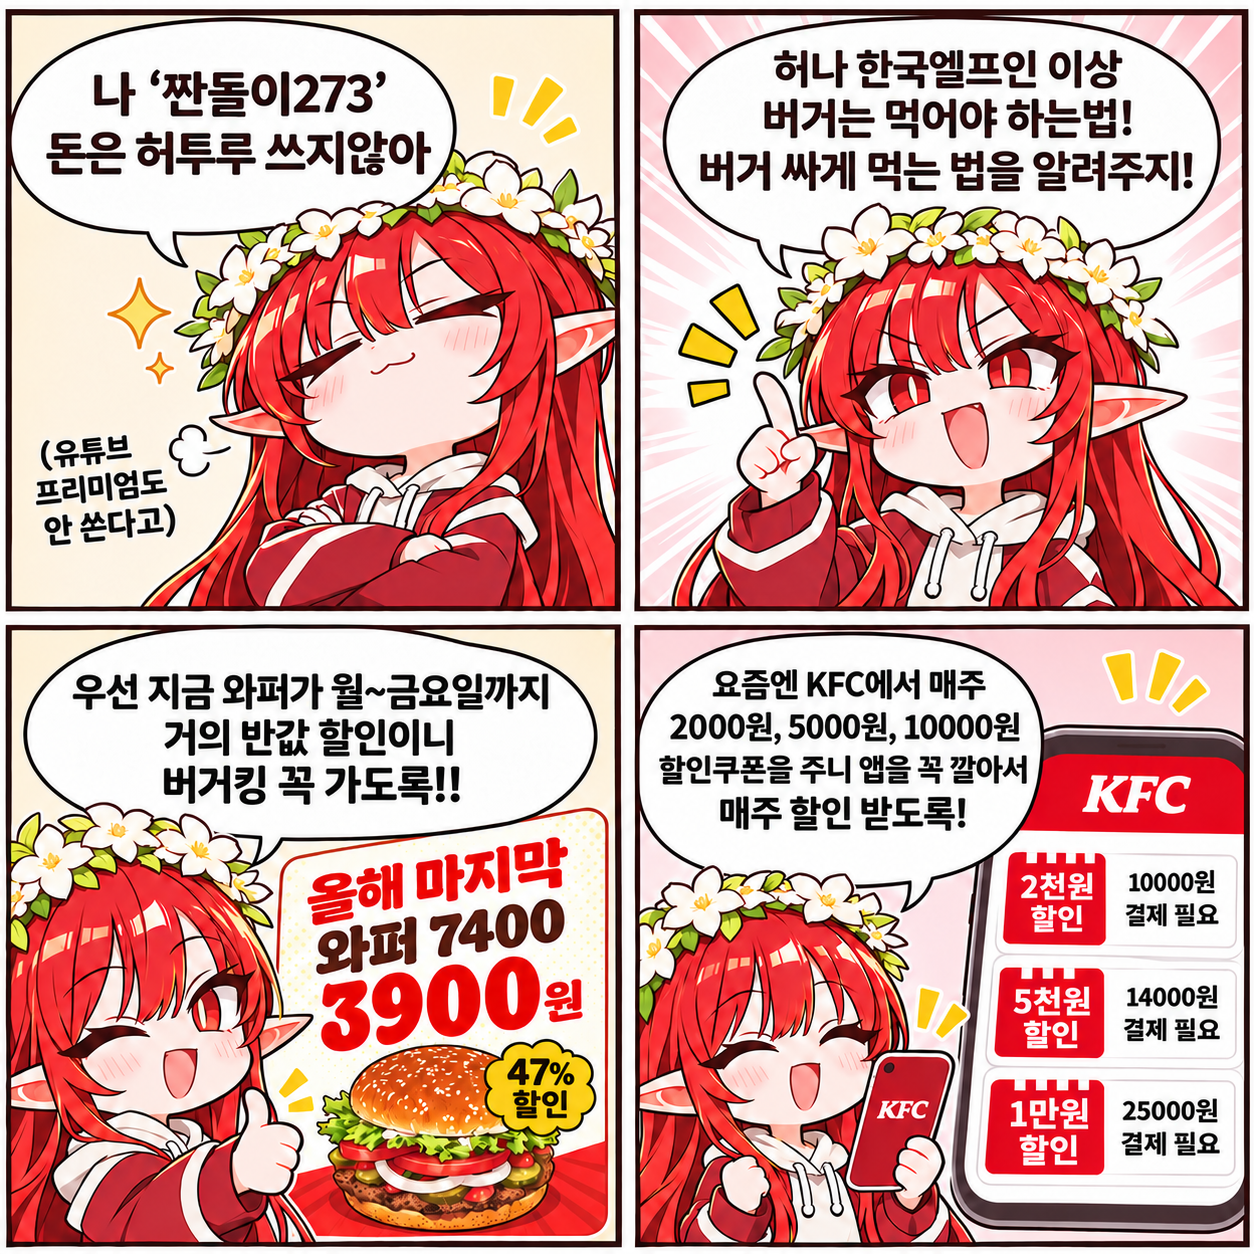 나 ‘짠돌이273’
돈은 허투루 쓰지않아
(유튜브
프리미엄도
안 쓴다고)
허나 한국엘프인 이상
버거는 먹어야 하는법!
버거 싸게 먹는 법을 알려주지!
우선 지금 와퍼가 월~금요일까지
거의 반값 할인이니
버거킹 꼭 가도록!!
올해 마지막
와퍼 7400
3900원
47%
할인
요즘엔 KFC에서 매주
2000원, 5000원, 10000원
할인쿠폰을 주니 앱을 꼭 깔아서
매주 할인 받도록!
KFC
2천원
할인
10000원
결제 필요
5천원
할인
14000원
결제 필요
1만원
할인
25000원
결제 필요
KFC